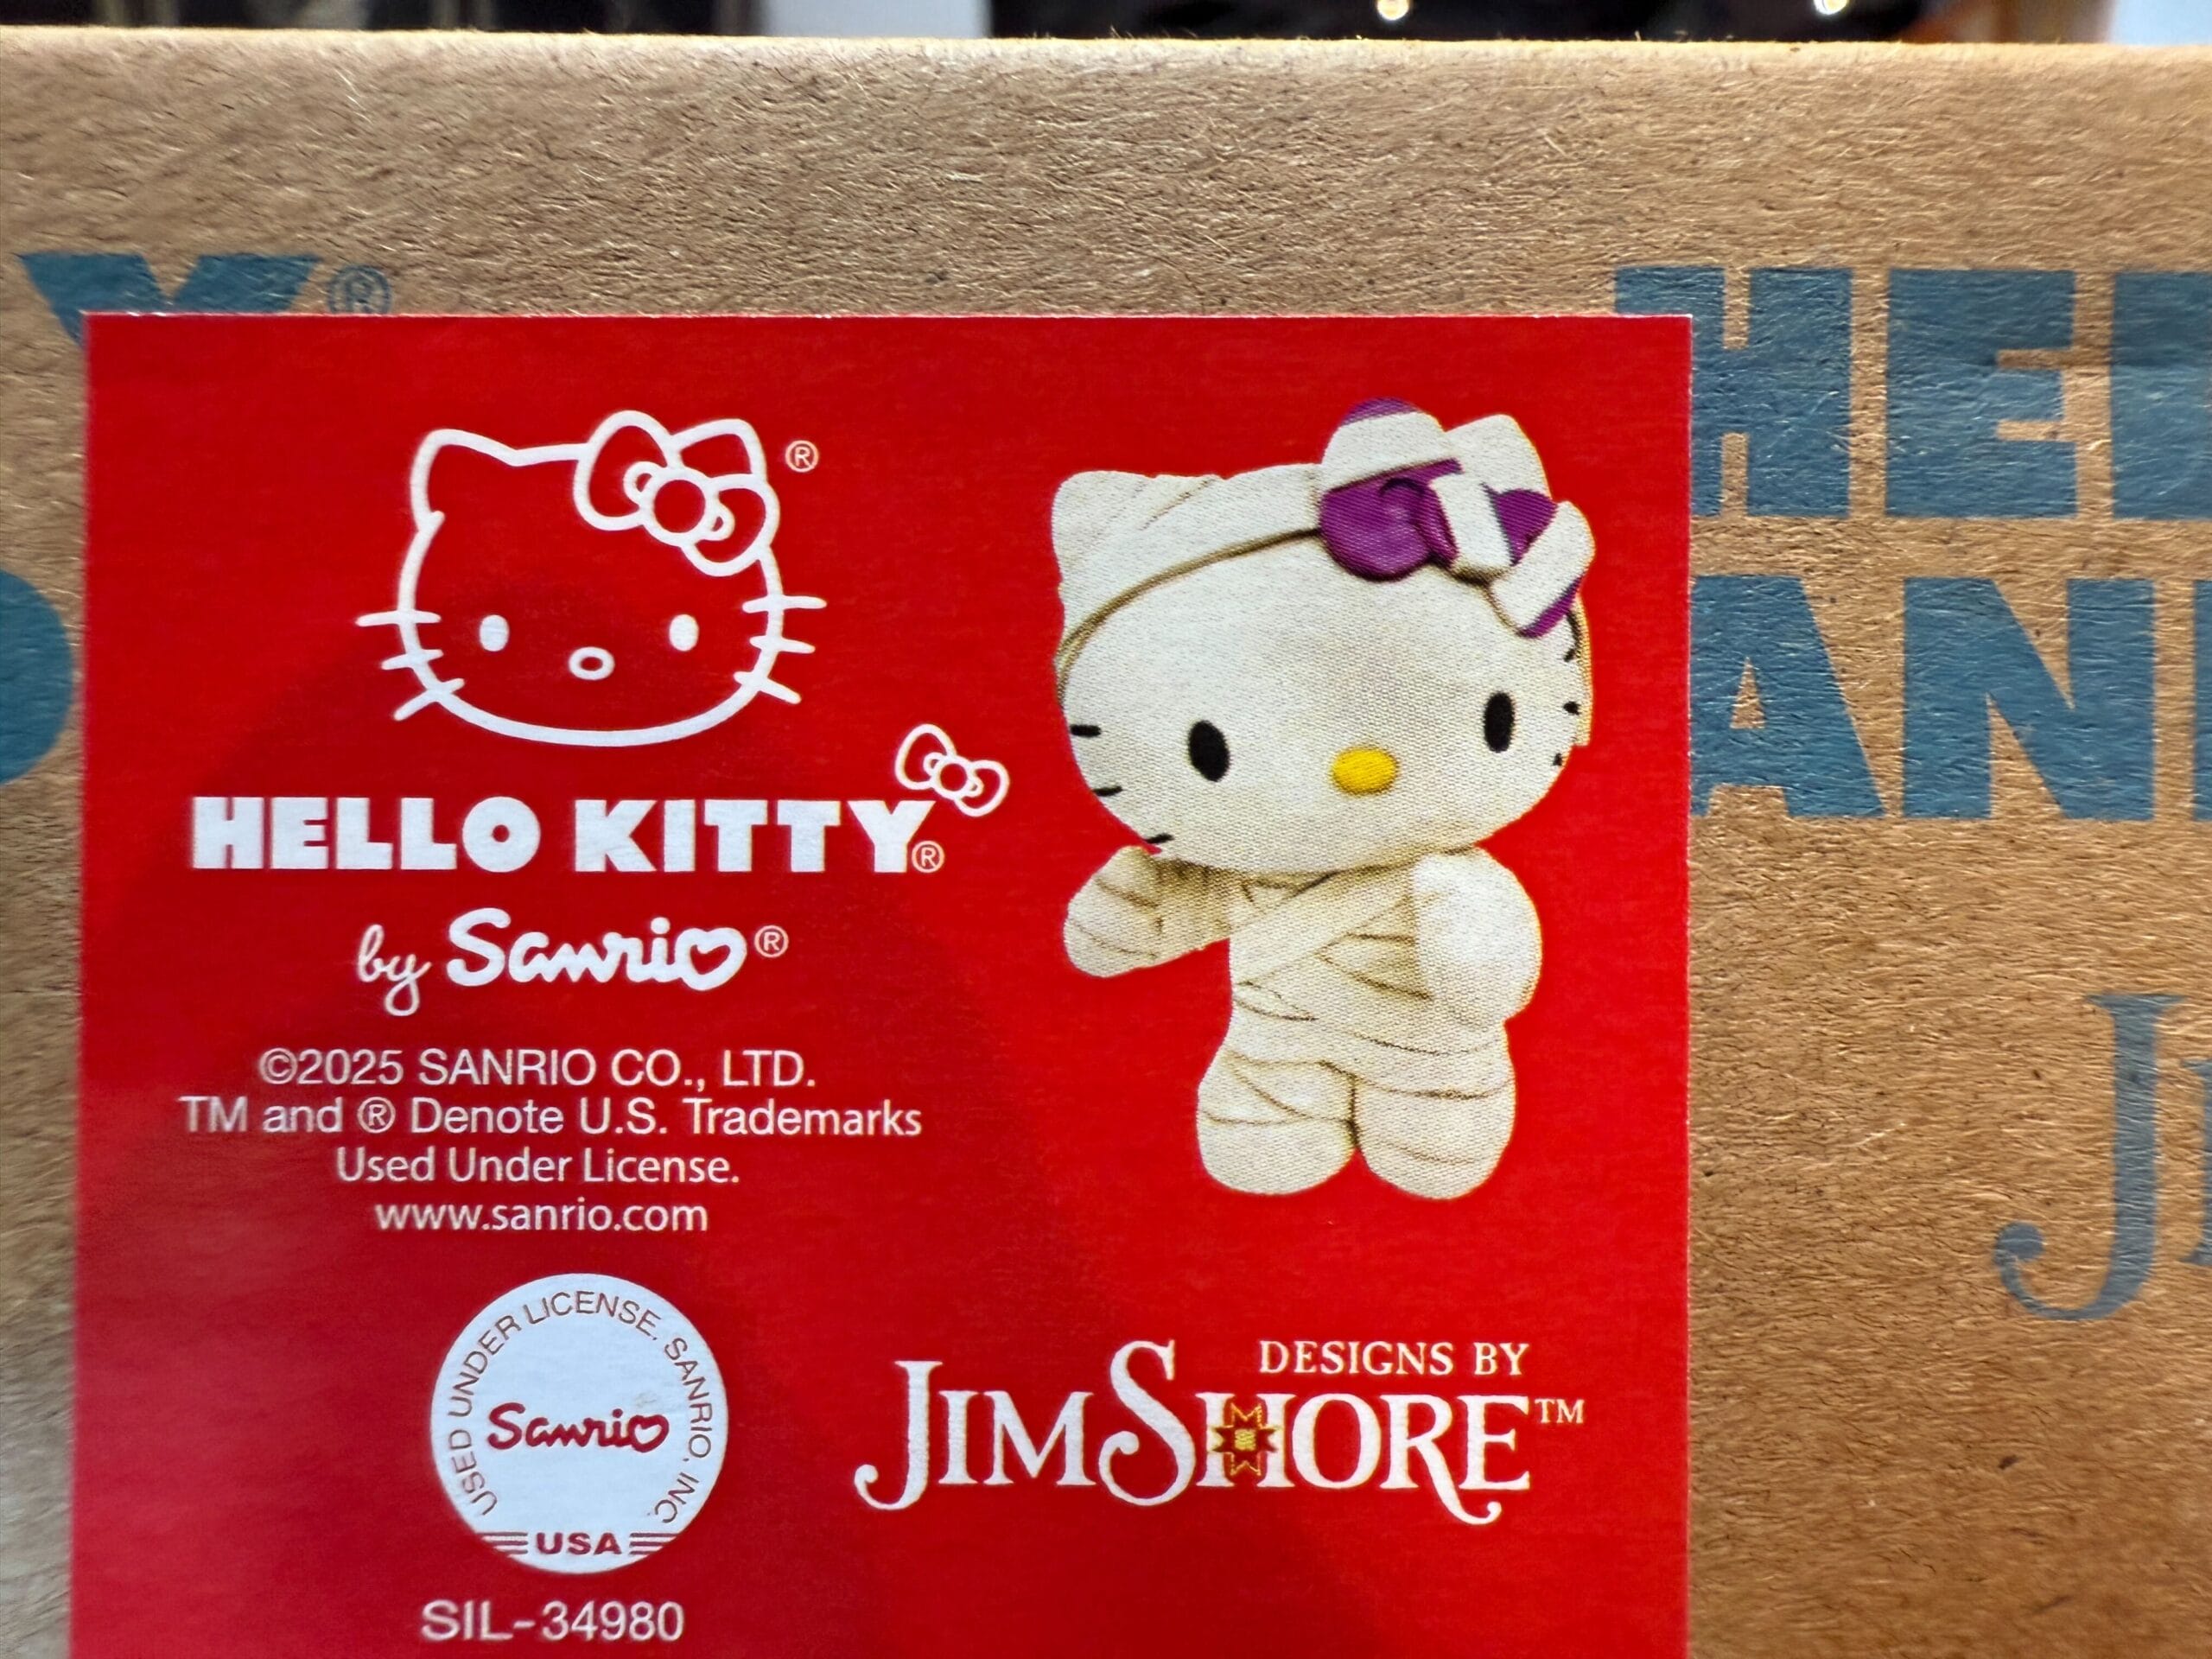 ®
HELLO KITTY®
by Sanrio®
©2025 SANRIO CO., LTD.
TM and ® Denote U.S. Trademarks
Used Under License.
www.sanrio.com
USED UNDER LICENSE. SANRIO, INC.
Sanrio
USA
SIL-34980
DESIGNS BY
JIM SHORE™